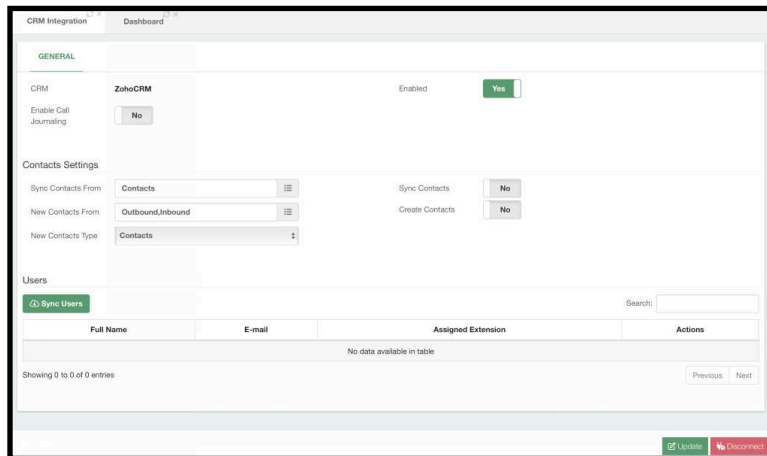 CRM Integration Dashboard
GENERAL
CRM ZohoCRM Enabled Yes
Enable Call
Journaling No
Contacts Settings
Sync Contacts From Contacts Sync Contacts No
New Contacts From Outbound,Inbound Create Contacts No
New Contacts Type Contacts
Users
Sync Users Search:
Full Name E-mail Assigned Extension Actions
No data available in table
Showing 0 to 0 of 0 entries Previous Next
Update Disconnect